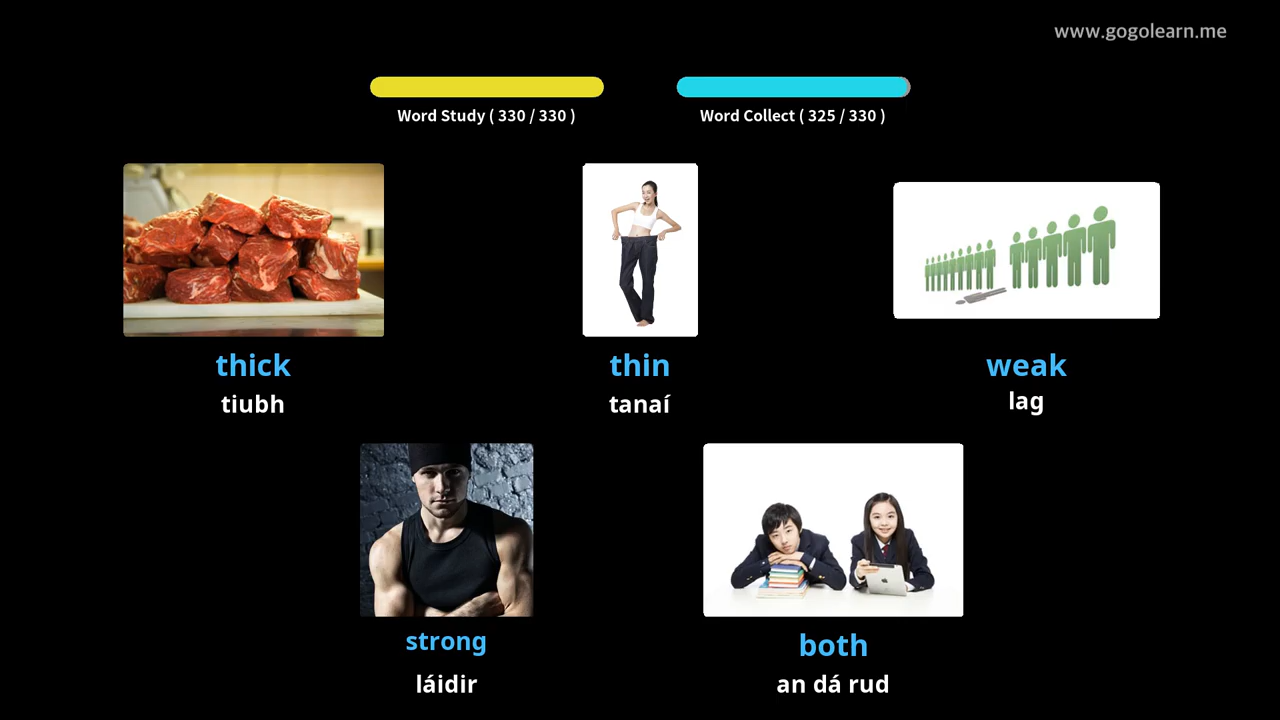 www.gogolearn.me
Word Study ( 330 / 330 )
Word Collect ( 325 / 330 )
thick
tiubh
thin
tanaí
weak
lag
strong
láidir
both
an dá rud